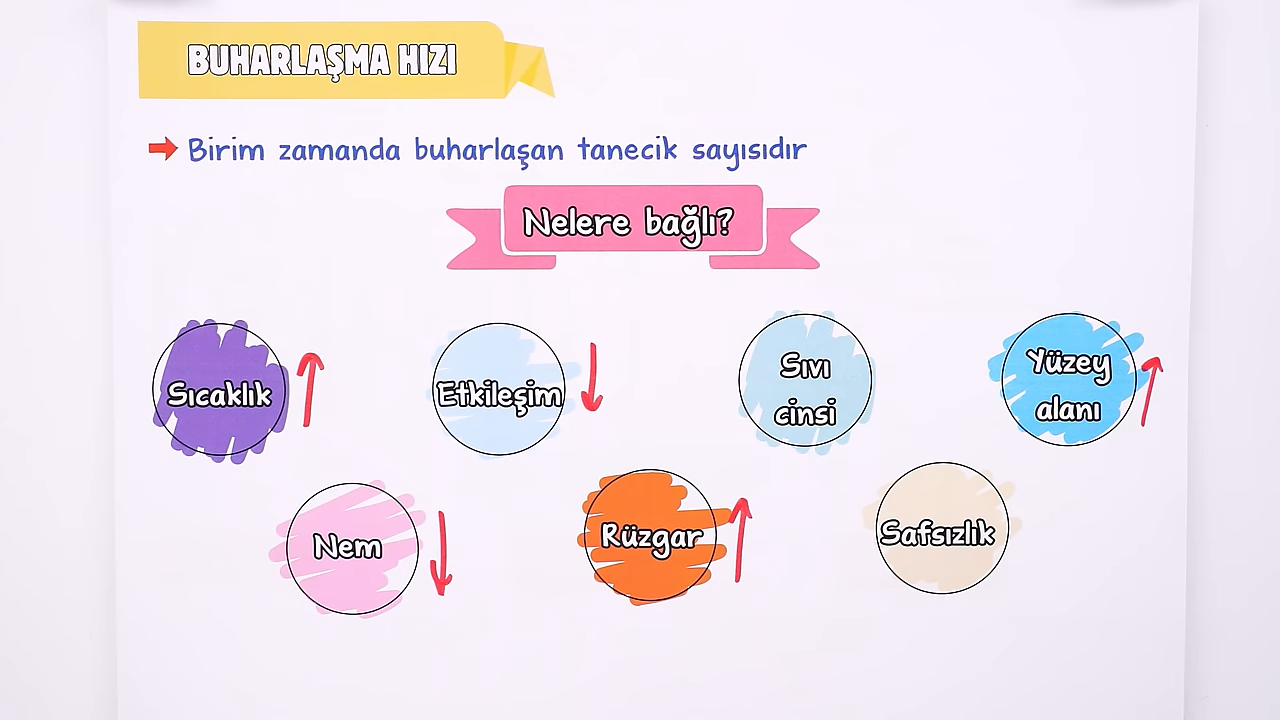 BUHARLAŞMA HIZI
Birim zamanda buharlaşan tanecik sayısıdır
Nelere bağlı?
Sıcaklık
Etkileşim
Sıvı
cinsi
Yüzey
alanı
Nem
Rüzgar
Safsızlık